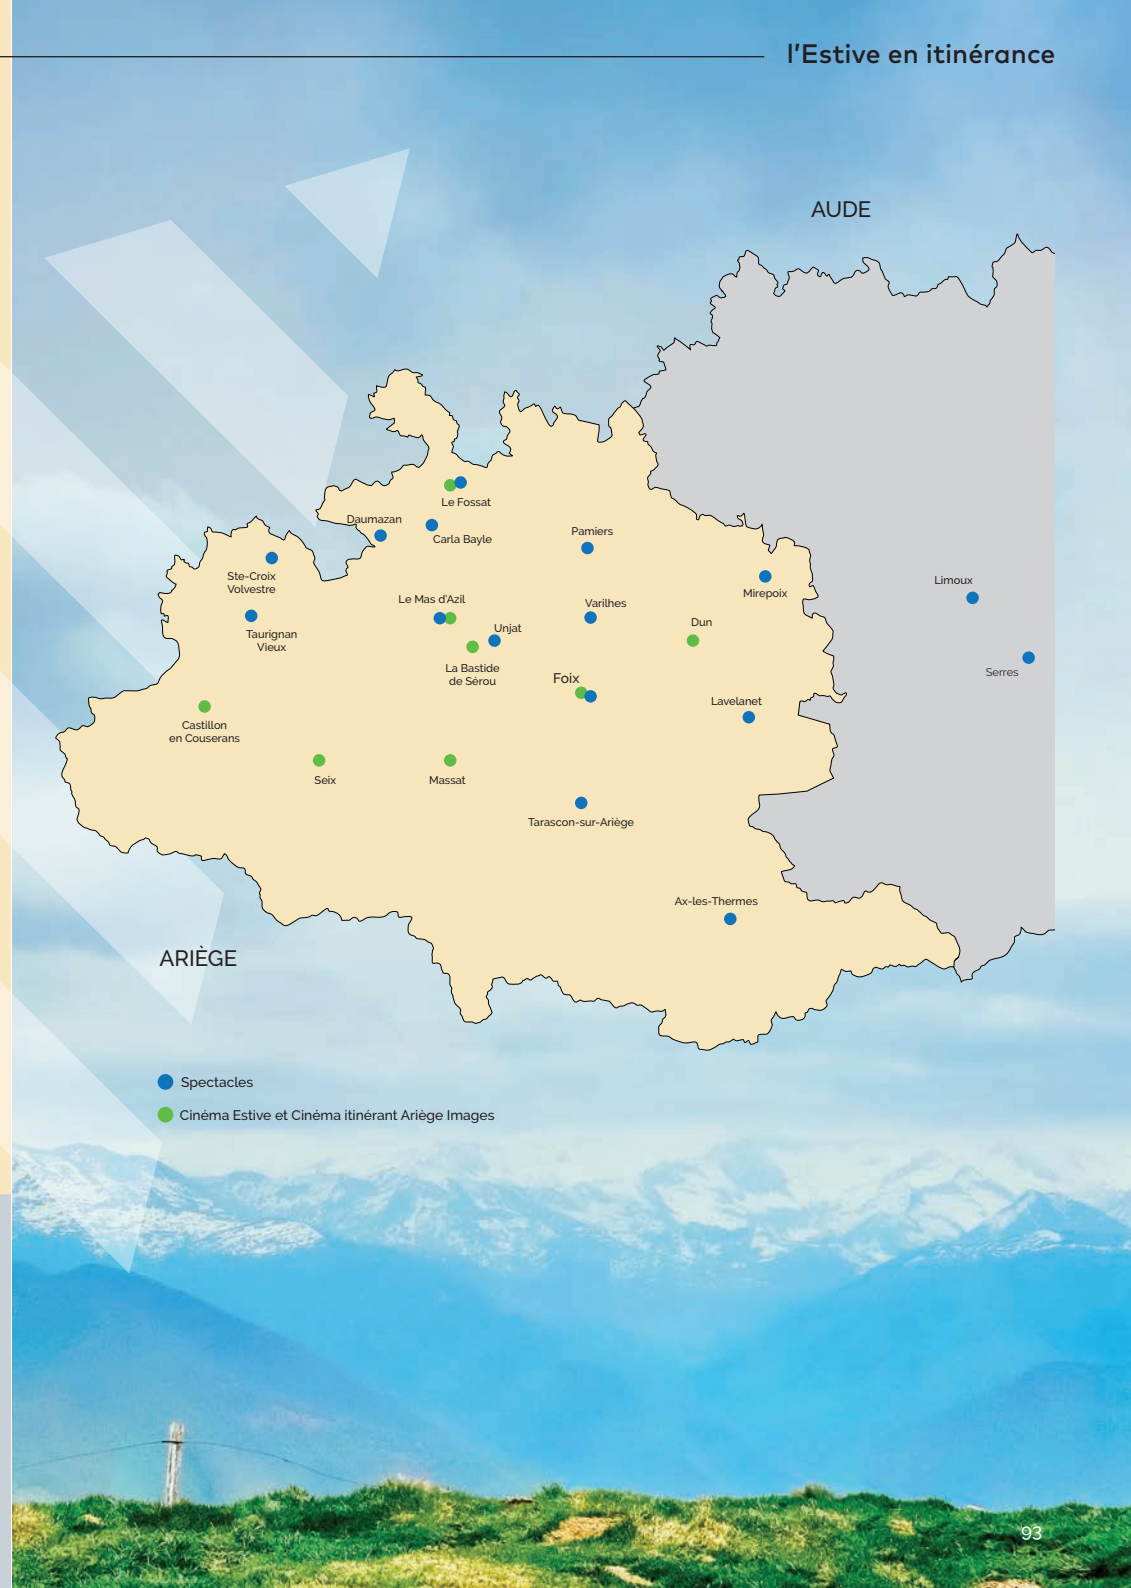 l'Estive en itinérance
AUDE
Le Fossat
Daumazan
Carla Bayle
Pamiers
Ste-Croix
Volvestre
Limoux
Mirepoix
Le Mas d'Azil
Varilhes
Unjat
Dun
Taurignan
Vieux
La Bastide
de Sérou
Serres
Foix
Lavelanet
Castillon
en Couserans
Seix
Massat
Tarascon-sur-Ariège
Ax-les-Thermes
ARIÈGE
Spectacles
Cinéma Estive et Cinéma itinérant Ariège Images
93